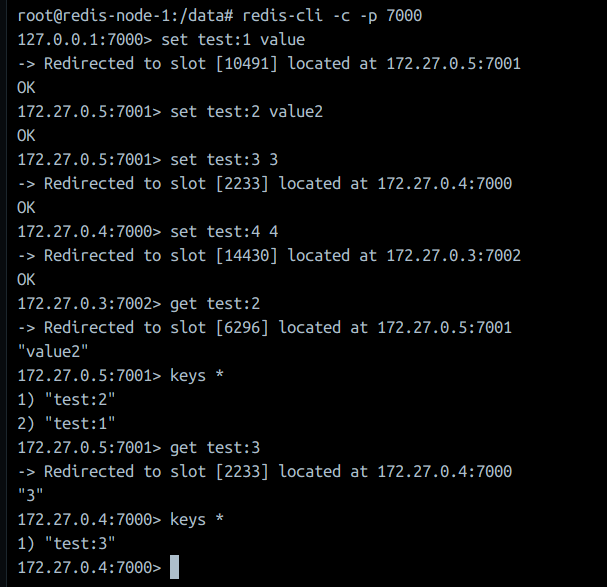 root@redis-node-1:/data# redis-cli -c -p 7000
127.0.0.1:7000> set test:1 value
-> Redirected to slot [10491] located at 172.27.0.5:7001
OK
172.27.0.5:7001> set test:2 value2
OK
172.27.0.5:7001> set test:3 3
-> Redirected to slot [2233] located at 172.27.0.4:7000
OK
172.27.0.4:7000> set test:4 4
-> Redirected to slot [14430] located at 172.27.0.3:7002
OK
172.27.0.3:7002> get test:2
-> Redirected to slot [6296] located at 172.27.0.5:7001
"value2"
172.27.0.5:7001> keys *
1) "test:2"
2) "test:1"
172.27.0.5:7001> get test:3
-> Redirected to slot [2233] located at 172.27.0.4:7000
"3"
172.27.0.4:7000> keys *
1) "test:3"
172.27.0.4:7000>